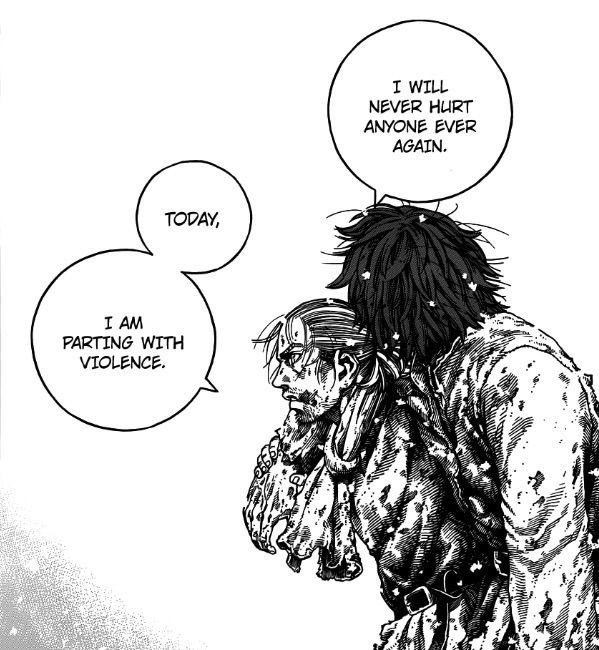 I WILL
NEVER HURT
ANYONE EVER
AGAIN.
TODAY,
I AM
PARTING WITH
VIOLENCE.